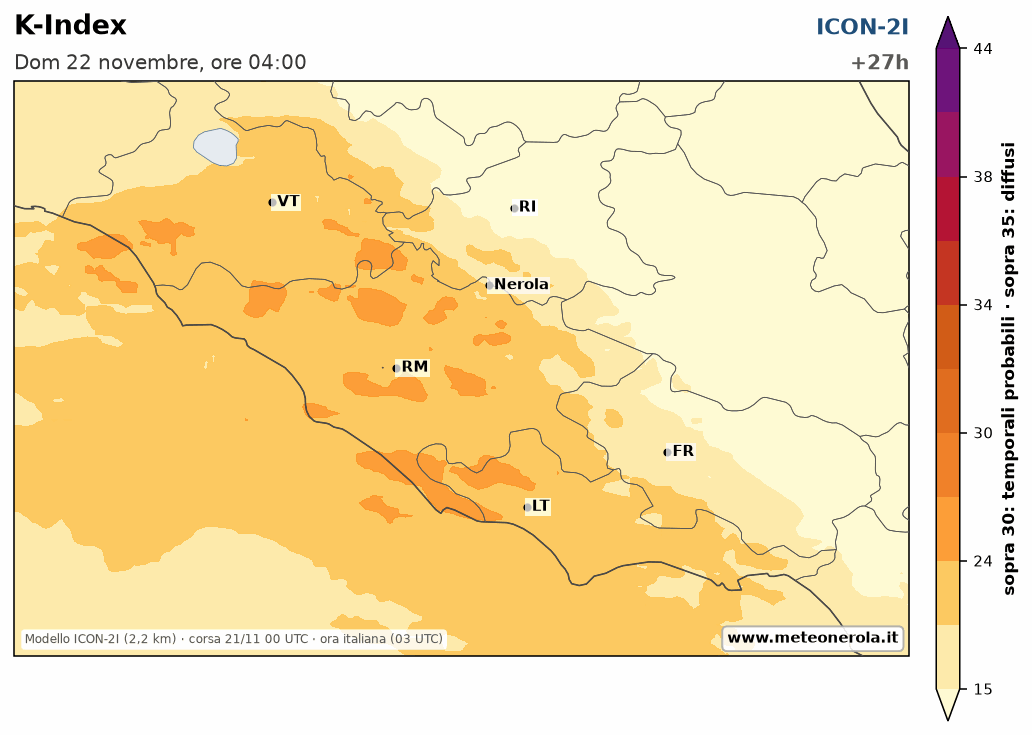 K-Index
ICON-2I
Dom 22 novembre, ore 04:00
+27h
VT
RI
Nerola
RM
FR
LT
Modello ICON-2I (2,2 km) · corsa 21/11 00 UTC · ora italiana (03 UTC)
www.meteonerola.it
44
38
34
30
24
15
sopra 30: temporali probabili · sopra 35: diffusi